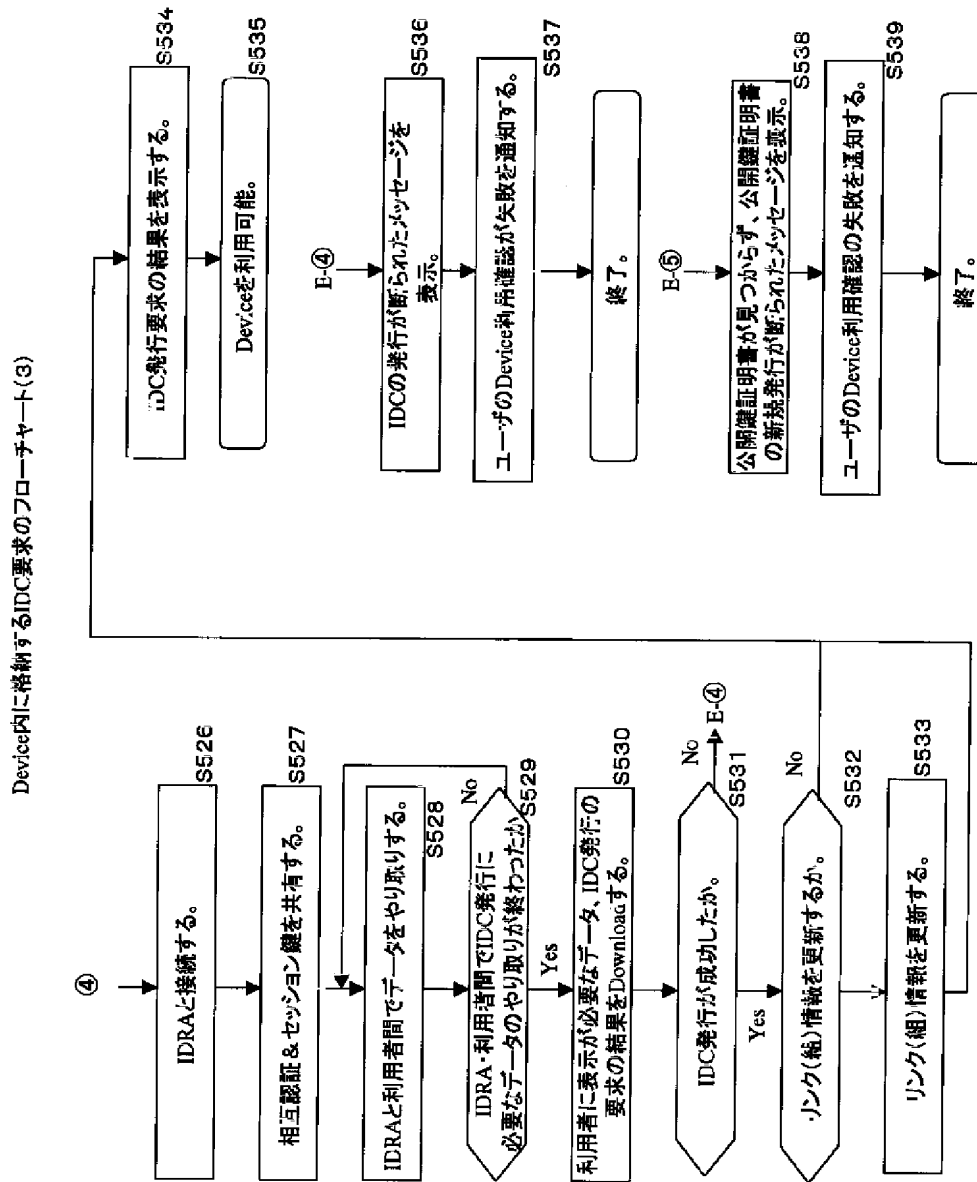 Device内に格納するIDC要求のフローチャート(3)
④
IDRAと接続する。
S526
相互認証＆セッション鍵を共有する。
S527
IDRAと利用者間でデータをやり取りする。
S528
IDRA・利用者間でIDC発行に
必要なデータのやり取りが終わったか
No
S529
Yes
利用者に表示が必要なデータ、IDC発行の
要求の結果をDownloadする。
S530
IDC発行が成功したか。
No
E-④
S531
Yes
リンク(組)情報を更新するか。
No
S532
リンク(組)情報を更新する。
S533
IDC発行要求の結果を表示する。
S534
Deviceを利用可能。
S535
E-④
IDCの発行が断られたメッセージを
表示。
S536
ユーザのDevice利用確認が失敗を通知する。
S537
終了。
E-⑤
公開鍵証明書が見つからず、公開鍵証明書
の新規発行が断られたメッセージを表示。
S538
ユーザのDevice利用確認の失敗を通知する。
S539
終了。